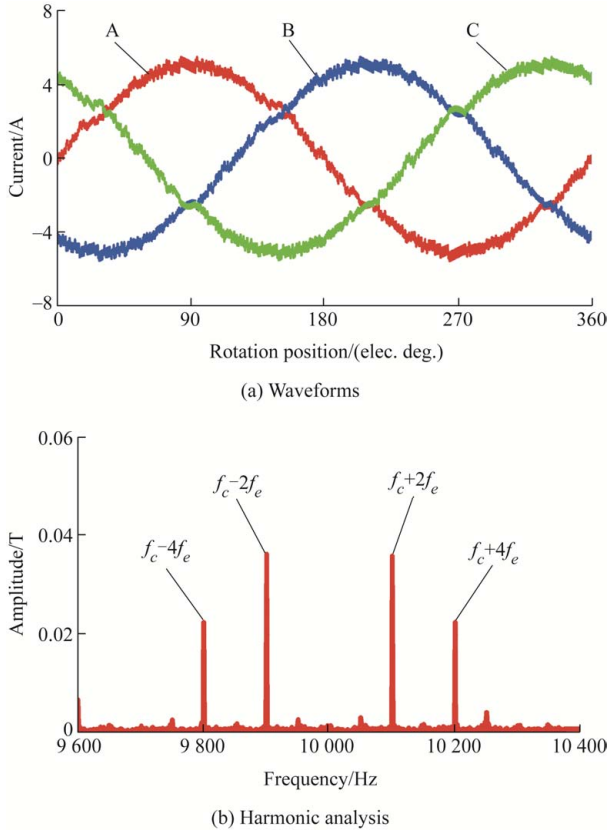 8
4
0
−4
−8
Current/A
A
B
C
0
90
180
270
360
Rotation position/(elec. deg.)
(a) Waveforms
0.06
0.04
0.02
0
Amplitude/T
fc−4fe
fc−2fe
fc+2fe
fc+4fe
9 600
9 800
10 000
10 200
10 400
Frequency/Hz
(b) Harmonic analysis